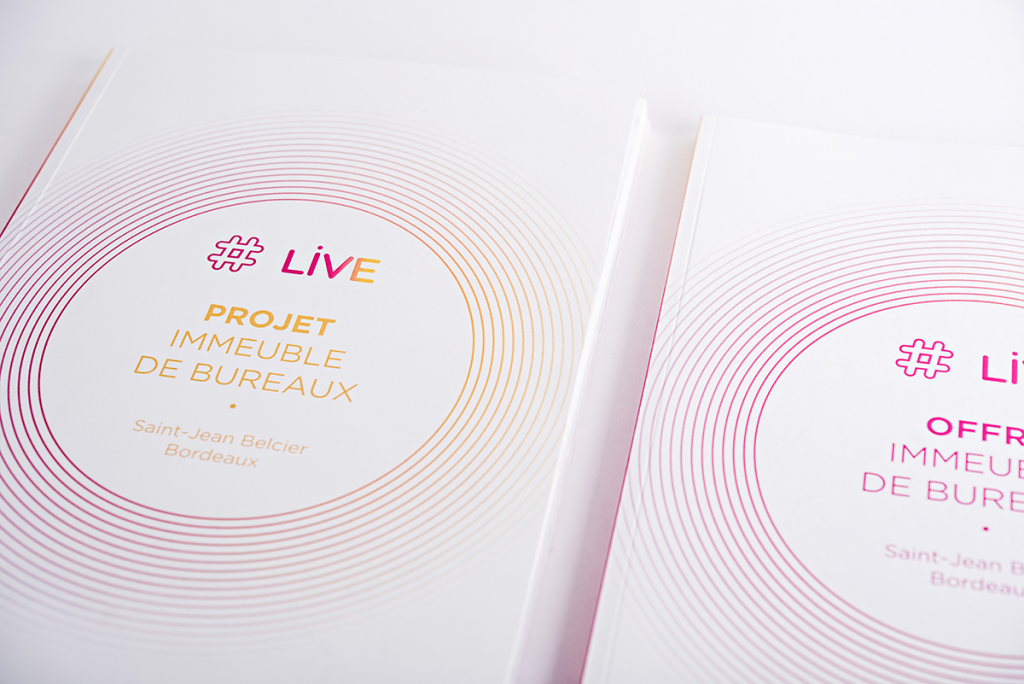 # LiVE
PROJET
IMMEUBLE
DE BUREAUX
•
Saint-Jean Belcier
Bordeaux
# Li
OFFR
IMMEUB
DE BURE
•
Saint-Jean B
Bordeau